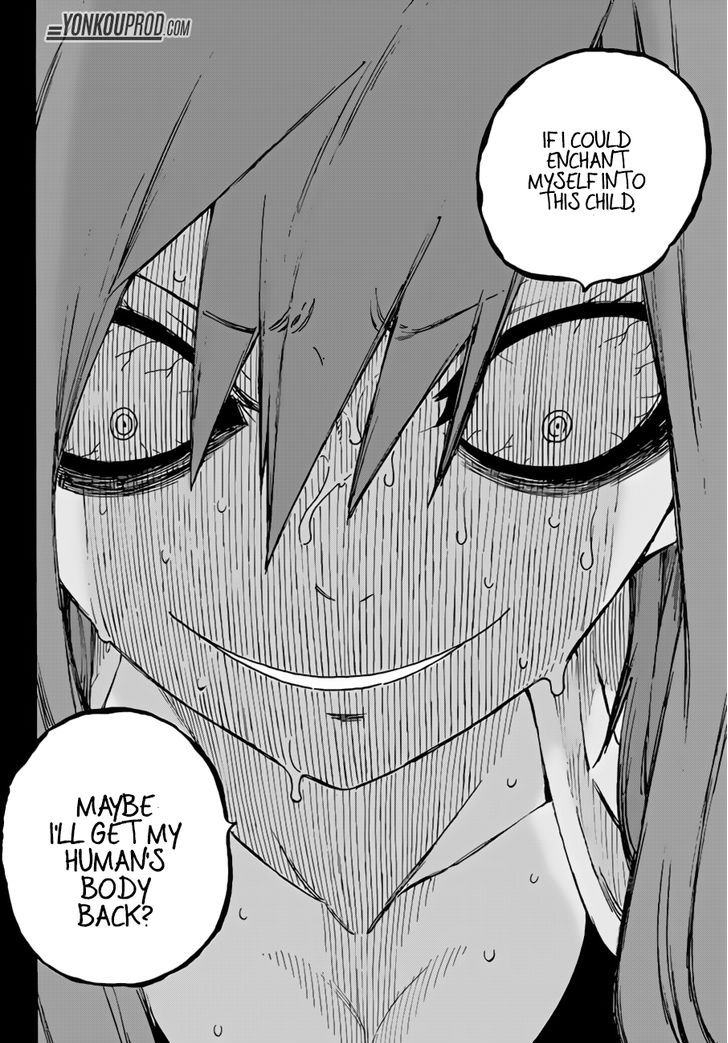 YONKOUPROD.COM
IF I COULD
ENCHANT
MYSELF INTO
THIS CHILD,
MAYBE
I'LL GET MY
HUMAN'S
BODY
BACK?